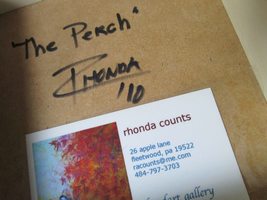 "The Perch"
Rhonda
'10
rhonda counts
26 apple lane
fleetwood, pa 19522
racounts@me.com
484-797-3703
art gallery